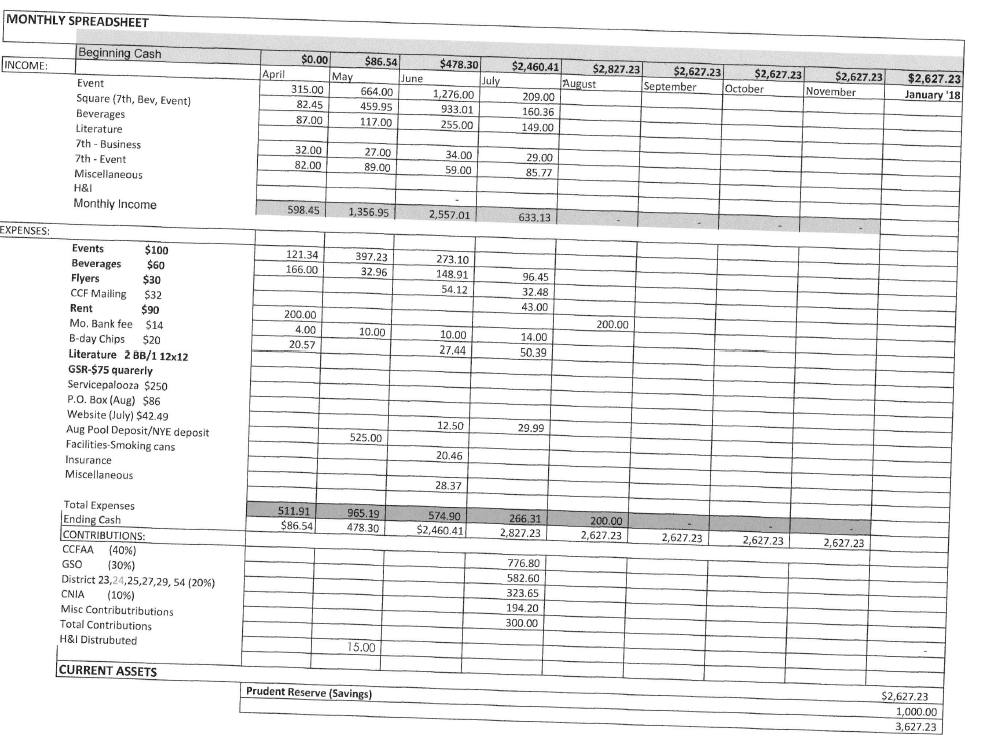 MONTHLY SPREADSHEET
Beginning Cash $0.00 $86.54 $478.30 $2,460.41 $2,827.23 $2,627.23 $2,627.23 $2,627.23 $2,627.23
INCOME: April May June July August September October November January '18
Event 315.00 664.00 1,276.00 209.00
Square (7th, Bev, Event) 82.45 459.95 933.01 160.36
Beverages 87.00 117.00 255.00 149.00
Literature
7th - Business 32.00 27.00 34.00 29.00
7th - Event 82.00 89.00 59.00 85.77
Miscellaneous
H&I -
Monthly Income 598.45 1,356.95 2,557.01 633.13 - - - -
EXPENSES:
Events $100 121.34 397.23 273.10
Beverages $60 166.00 32.96 148.91 96.45
Flyers $30 54.12 32.48
CCF Mailing $32 43.00
Rent $90 200.00 200.00
Mo. Bank fee $14 4.00 10.00 10.00 14.00
B-day Chips $20 20.57 27.44 50.39
Literature 2 BB/1 12x12
GSR-$75 quarerly
Servicepalooza $250
P.O. Box (Aug) $86
Website (July) $42.49 12.50 29.99
Aug Pool Deposit/NYE deposit 525.00
Facilities-Smoking cans 20.46
Insurance
Miscellaneous 28.37
Total Expenses 511.91 965.19 574.90 266.31 200.00 - - -
Ending Cash $86.54 478.30 $2,460.41 2,827.23 2,627.23 2,627.23 2,627.23 2,627.23
CONTRIBUTIONS:
CCFAA (40%) 776.80
GSO (30%) 582.60
District 23,24,25,27,29, 54 (20%) 323.65
CNIA (10%) 194.20
Misc Contributributions 300.00
Total Contributions -
H&I Distrubuted 15.00
CURRENT ASSETS
$2,627.23
Prudent Reserve (Savings) 1,000.00
3,627.23